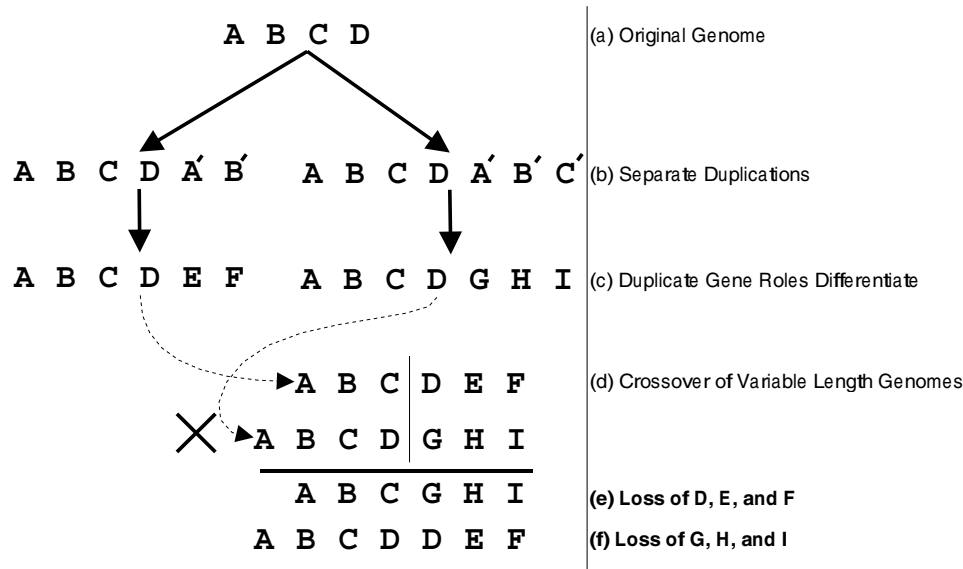 A B C D (a) Original Genome
A B C D A' B' A B C D A' B' C' (b) Separate Duplications
A B C D E F A B C D G H I (c) Duplicate Gene Roles Differentiate
A B C D E F (d) Crossover of Variable Length Genomes
A B C D G H I
A B C G H I (e) Loss of D, E, and F
A B C D D E F (f) Loss of G, H, and I